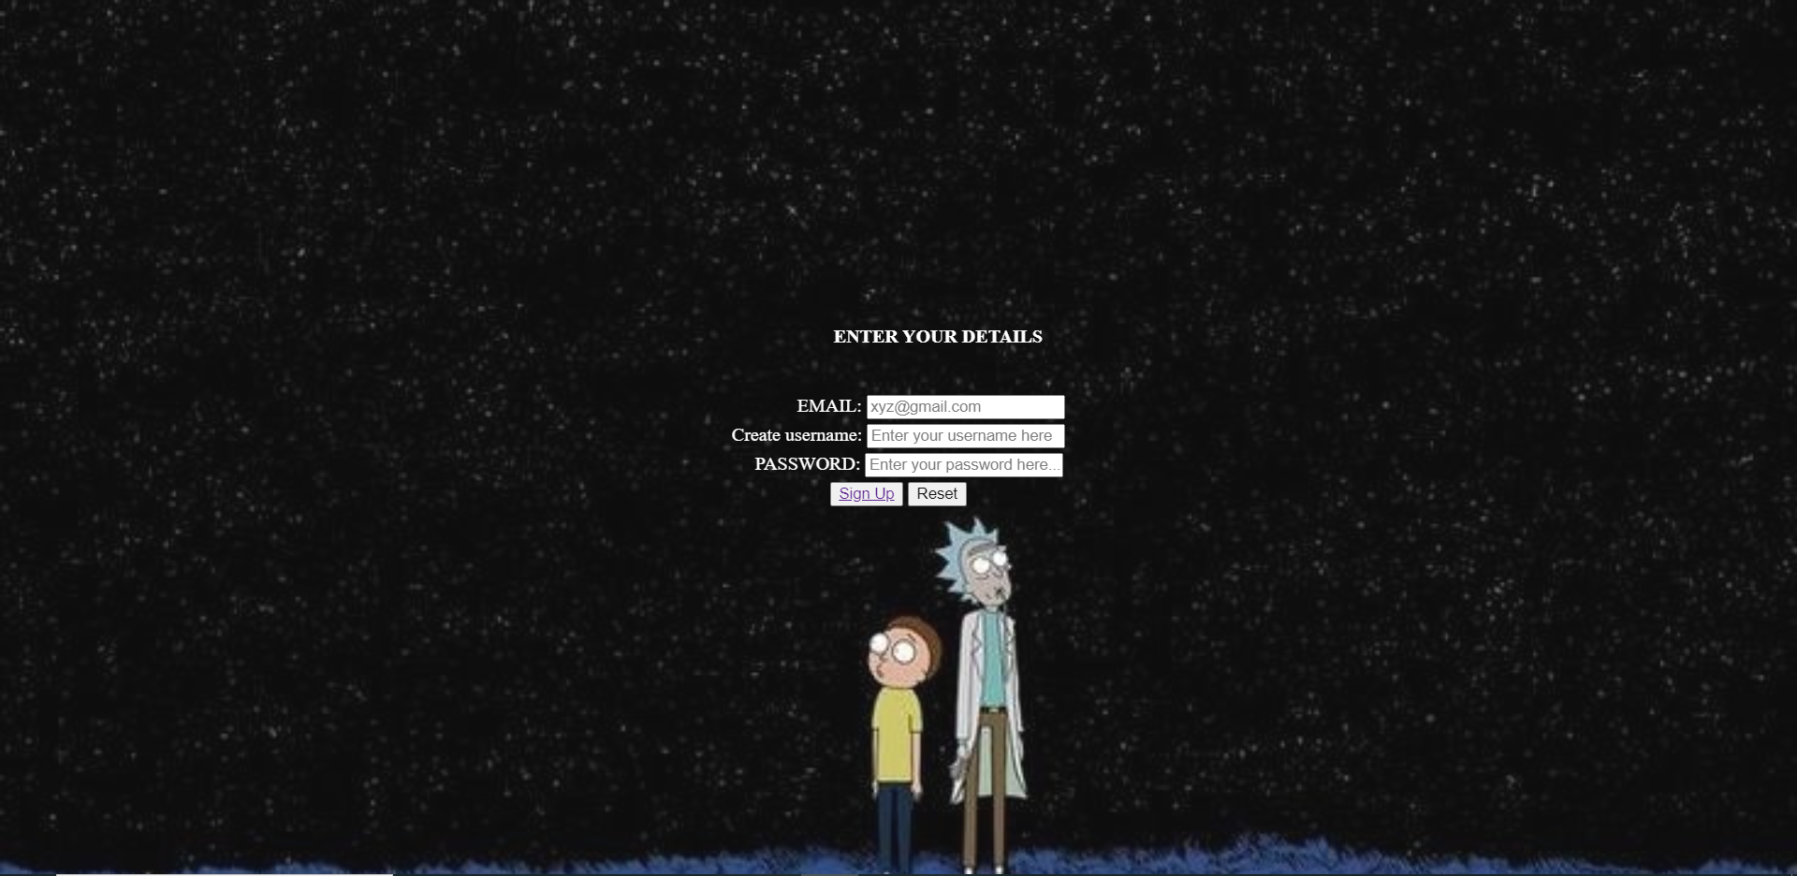 ENTER YOUR DETAILS
EMAIL: xyz@gmail.com
Create username: Enter your username here
PASSWORD: Enter your password here...
Sign Up Reset